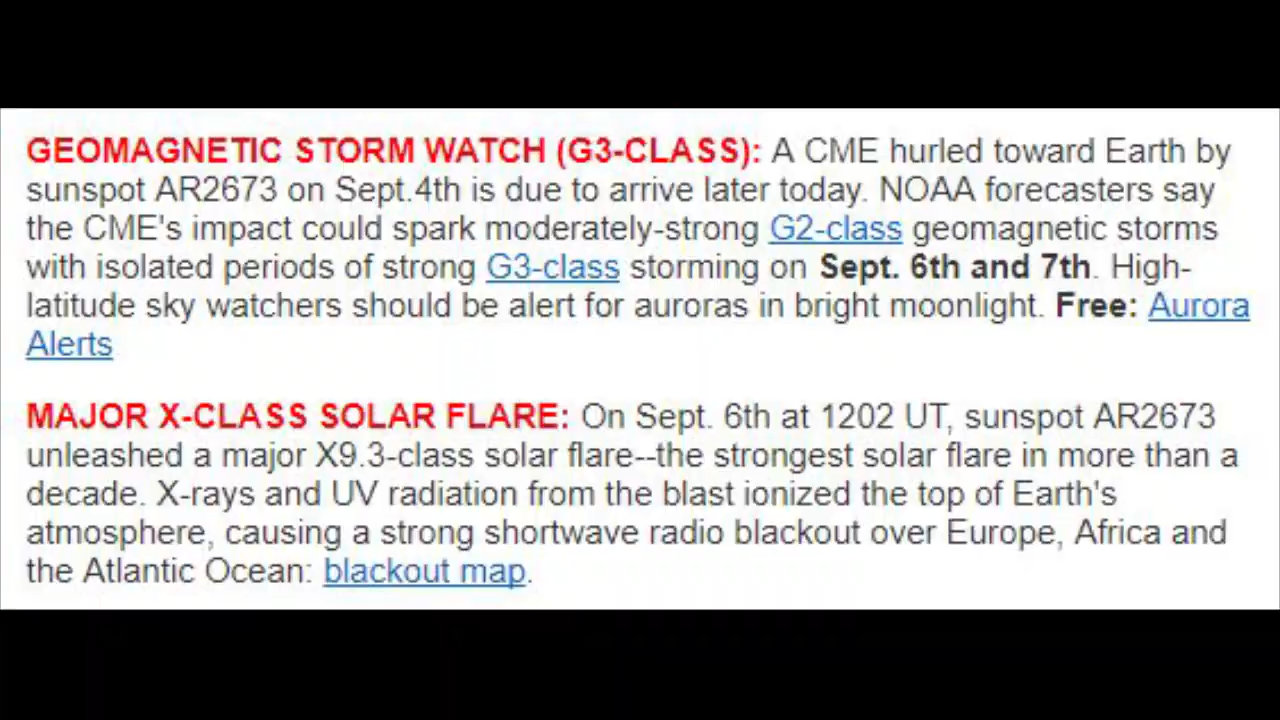 GEOMAGNETIC STORM WATCH (G3-CLASS): A CME hurled toward Earth by
sunspot AR2673 on Sept.4th is due to arrive later today. NOAA forecasters say
the CME's impact could spark moderately-strong G2-class geomagnetic storms
with isolated periods of strong G3-class storming on Sept. 6th and 7th. High-
latitude sky watchers should be alert for auroras in bright moonlight. Free: Aurora
Alerts
MAJOR X-CLASS SOLAR FLARE: On Sept. 6th at 1202 UT, sunspot AR2673
unleashed a major X9.3-class solar flare--the strongest solar flare in more than a
decade. X-rays and UV radiation from the blast ionized the top of Earth's
atmosphere, causing a strong shortwave radio blackout over Europe, Africa and
the Atlantic Ocean: blackout map.